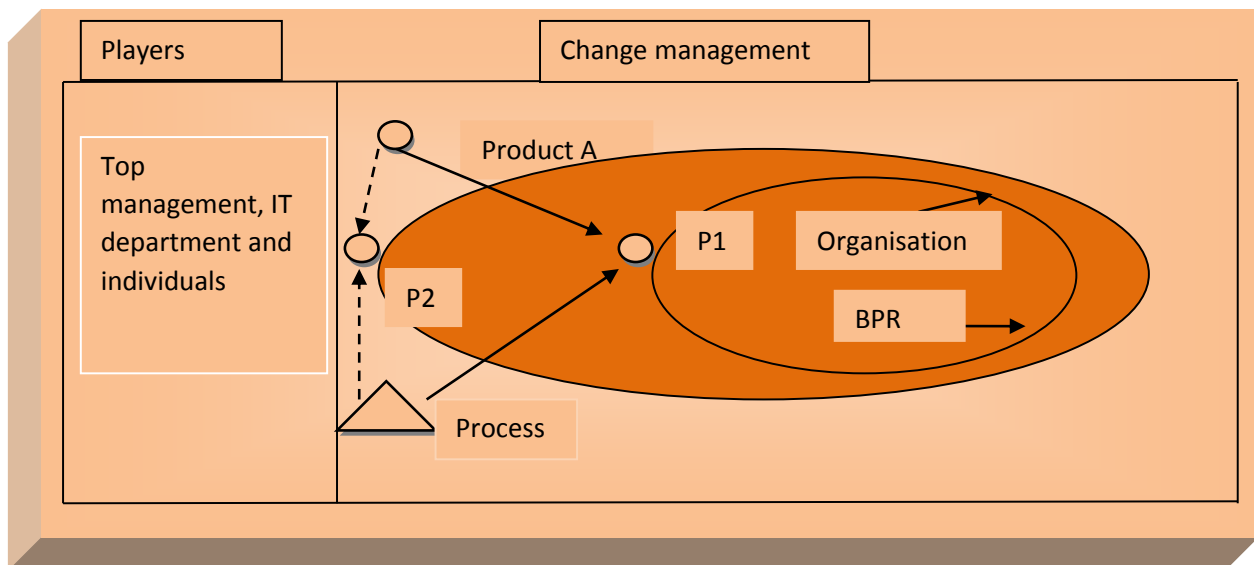 Players
Change management
Top
management, IT
department and
individuals
Product A
P1
Organisation
P2
BPR
Process